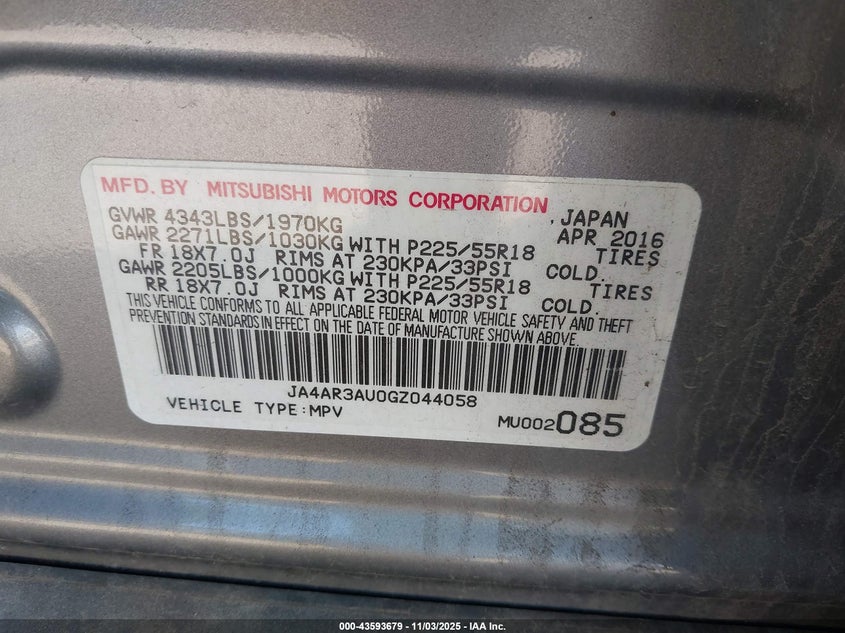 MFD. BY MITSUBISHI MOTORS CORPORATION JAPAN
GVWR 4343LBS/1970KG APR 2016
GAWR 2271LBS/1030KG WITH P225/55R18 TIRES
FR 18X7.0J RIMS AT 230KPA/33PSI COLD.
GAWR 2205LBS/1000KG WITH P225/55R18 TIRES
RR 18X7.0J RIMS AT 230KPA/33PSI COLD.
THIS VEHICLE CONFORMS TO ALL APPLICABLE FEDERAL MOTOR VEHICLE SAFETY AND THEFT
PREVENTION STANDARDS IN EFFECT ON THE DATE OF MANUFACTURE SHOWN ABOVE.
JA4AR3AU0GZ044058
VEHICLE TYPE:MPV MU002085
000-43593679 - 11/03/2025 - IAA Inc.